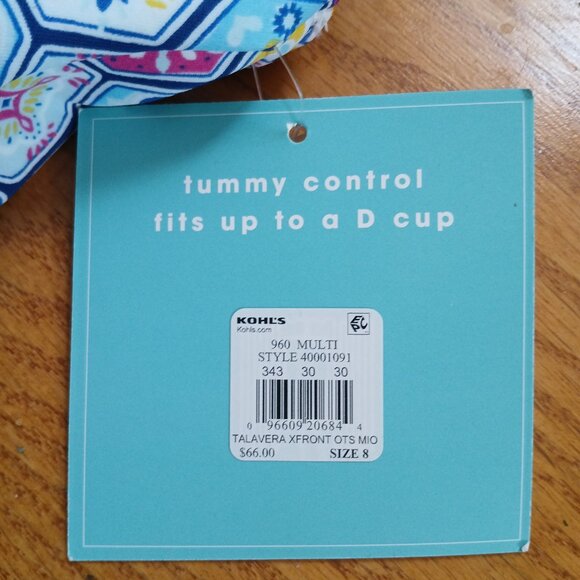 tummy control
fits up to a D cup
KOHL'S
Kohls.com
960 MULTI
STYLE 40001091
343 30 30
0 96609 20684 4
TALAVERA XFRONT OTS MIO
$66.00 SIZE 8